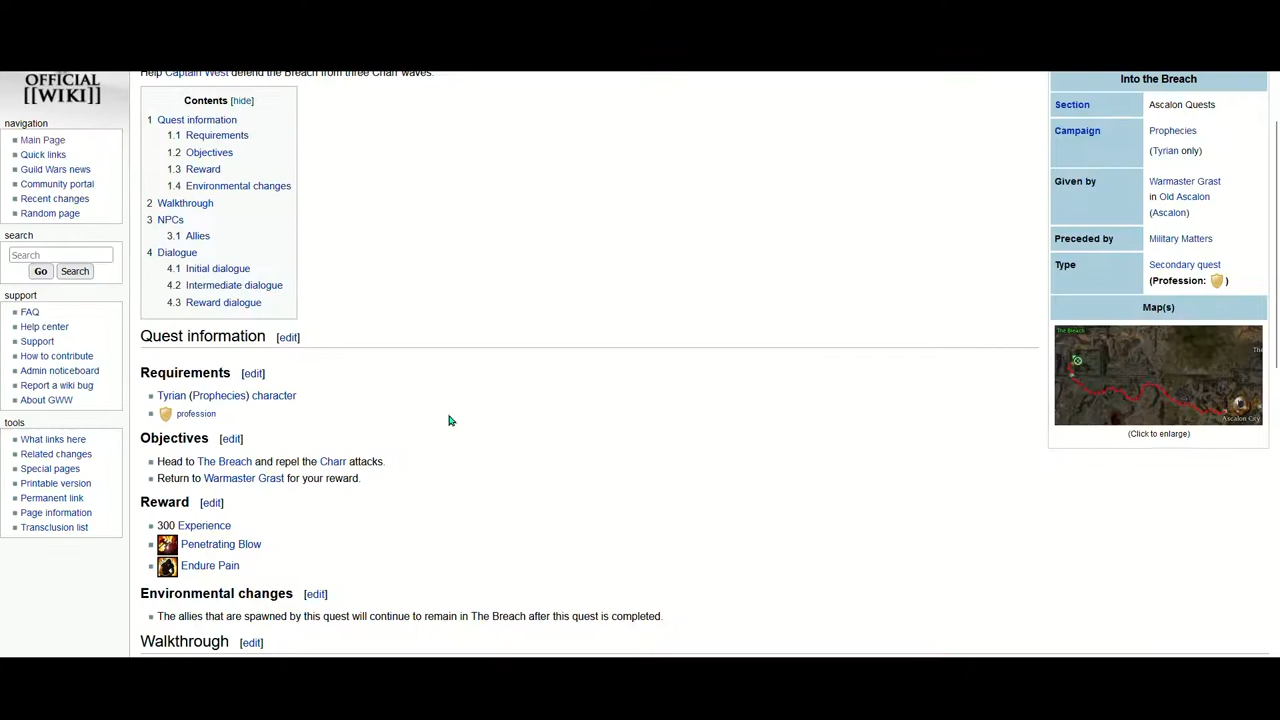 OFFICIAL
[[WIKI]]
navigation
Main Page
Quick links
Guild Wars news
Community portal
Recent changes
Random page
search
Search
Go Search
support
FAQ
Help center
Support
How to contribute
Admin noticeboard
Report a wiki bug
About GWW
tools
What links here
Related changes
Special pages
Printable version
Permanent link
Page information
Transclusion list
Help Captain West defend the Breach from three Charr waves.
Contents [hide]
1 Quest information
1.1 Requirements
1.2 Objectives
1.3 Reward
1.4 Environmental changes
2 Walkthrough
3 NPCs
3.1 Allies
4 Dialogue
4.1 Initial dialogue
4.2 Intermediate dialogue
4.3 Reward dialogue
Quest information [edit]
Requirements [edit]
Tyrian (Prophecies) character
profession
Objectives [edit]
Head to The Breach and repel the Charr attacks.
Return to Warmaster Grast for your reward.
Reward [edit]
300 Experience
Penetrating Blow
Endure Pain
Environmental changes [edit]
The allies that are spawned by this quest will continue to remain in The Breach after this quest is completed.
Walkthrough [edit]
Into the Breach
Section Ascalon Quests
Campaign Prophecies
(Tyrian only)
Given by Warmaster Grast
in Old Ascalon
(Ascalon)
Preceded by Military Matters
Type Secondary quest
(Profession: )
Map(s)
The Breach
Ascalon City
(Click to enlarge)